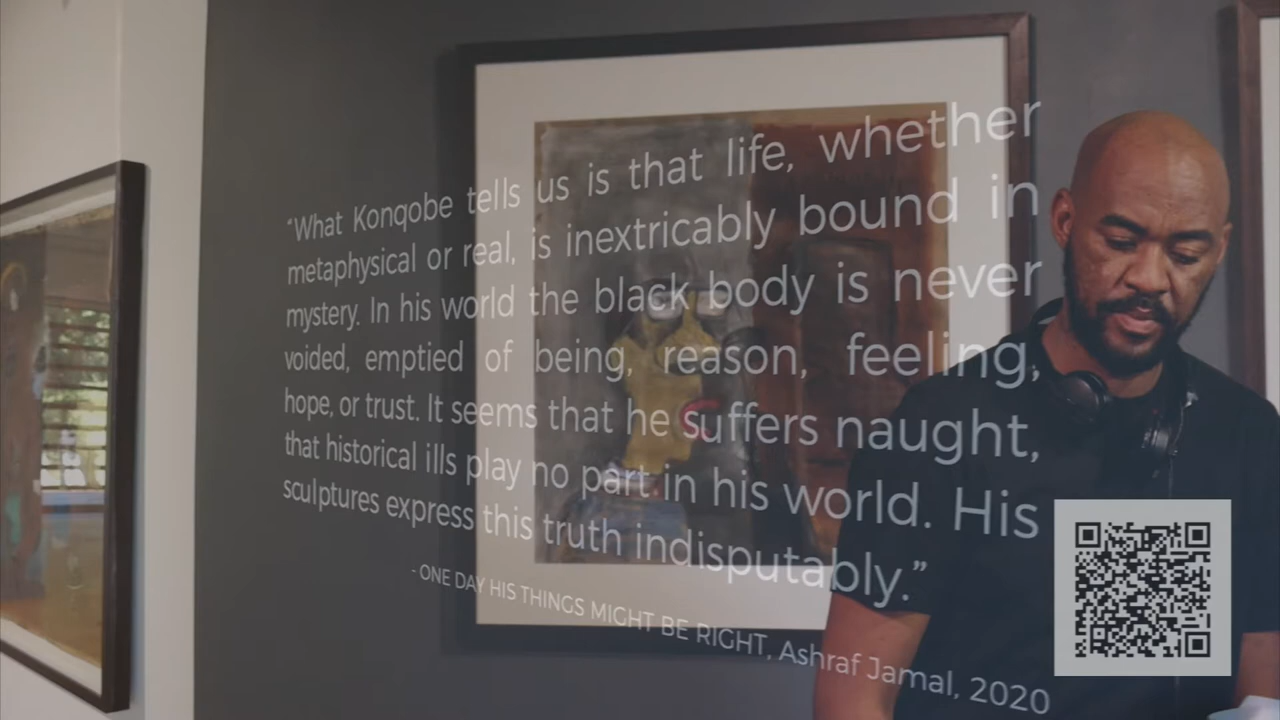 “What Konqobe tells us is that life, whether
metaphysical or real, is inextricably bound in
mystery. In his world the black body is never
voided, emptied of being, reason, feeling,
hope, or trust. It seems that he suffers naught,
that historical ills play no part in his world. His
sculptures express this truth indisputably.”
- ONE DAY HIS THINGS MIGHT BE RIGHT, Ashraf Jamal, 2020